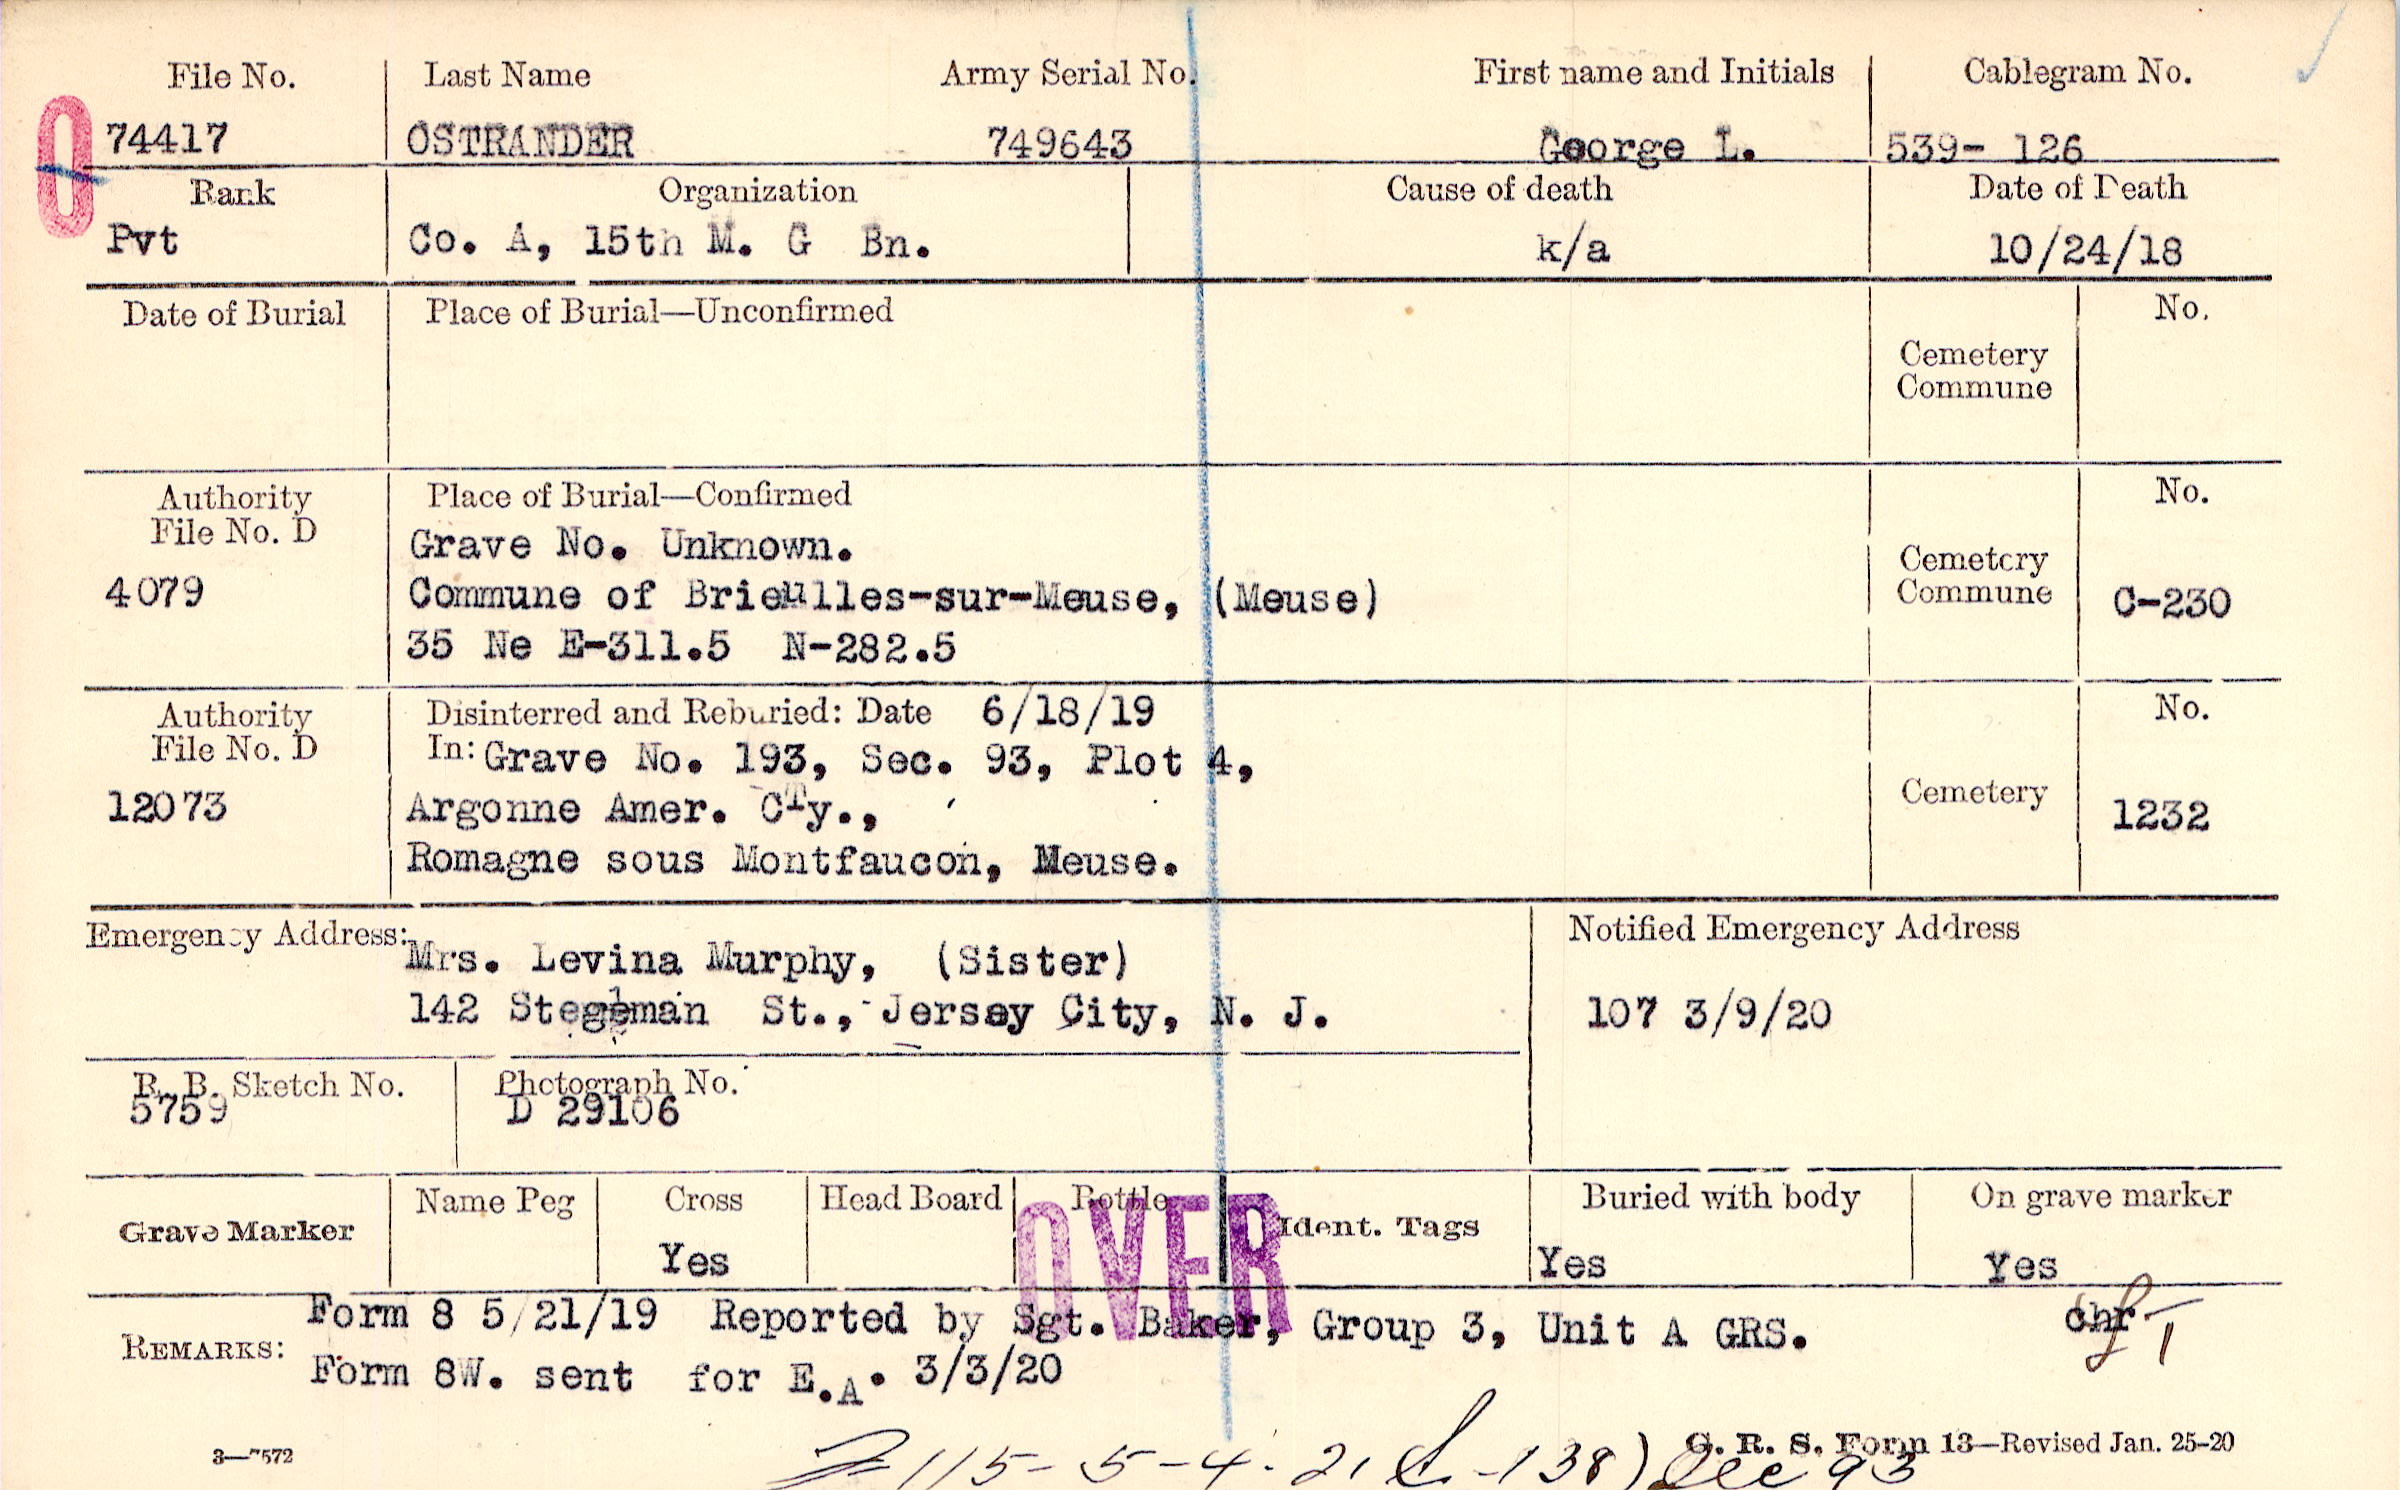 File No. Last Name Army Serial No. First name and Initials Cablegram No.
O
74417 OSTRANDER 749643 George L. 539- 126
Rank Organization Cause of death Date of Death
Pvt Co. A, 15th M. G Bn. k/a 10/24/18
Date of Burial Place of Burial—Unconfirmed No.
Cemetery
Commune
Authority Place of Burial—Confirmed No.
File No. D
Grave No. Unknown.
Cemetery
4079 Commune of Brieulles-sur-Meuse, (Meuse) Commune C-230
35 Ne E-311.5 N-282.5
Authority Disinterred and Reburied: Date 6/18/19 No.
File No. D In: Grave No. 193, Sec. 93, Plot 4,
12073 Argonne Amer. CTy., Cemetery 1232
Romagne sous Montfaucon, Meuse.
Emergency Address: Notified Emergency Address
Mrs. Levina Murphy, (Sister)
142 Stegman St., Jersey City, N. J. 107 3/9/20
R. B. Sketch No. Photograph No.
5759 D 29106
Grave Marker Name Peg Cross Head Board Bottle Ident. Tags Buried with body On grave marker
OVER
Yes Yes Yes
Form 8 5/21/19 Reported by Sgt. Baker, Group 3, Unit A GRS. chr
REMARKS:
Form 8W. sent for E.A. 3/3/20
3—7572 G. R. S. Form 13—Revised Jan. 25-20
115-5-4-21 -138) Dec 93